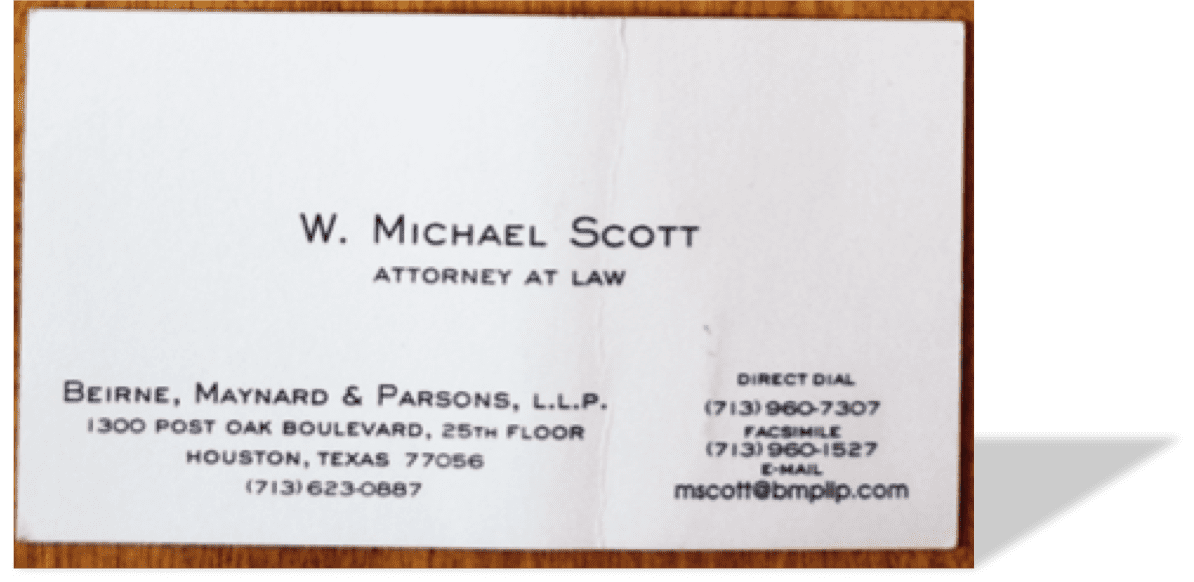 W. MICHAEL SCOTT
ATTORNEY AT LAW
BEIRNE, MAYNARD & PARSONS, L.L.P.
1300 POST OAK BOULEVARD, 25TH FLOOR
HOUSTON, TEXAS 77056
(713) 623-0887
DIRECT DIAL
(713) 960-7307
FACSIMILE
(713) 960-1527
E-MAIL
mscott@bmpllp.com